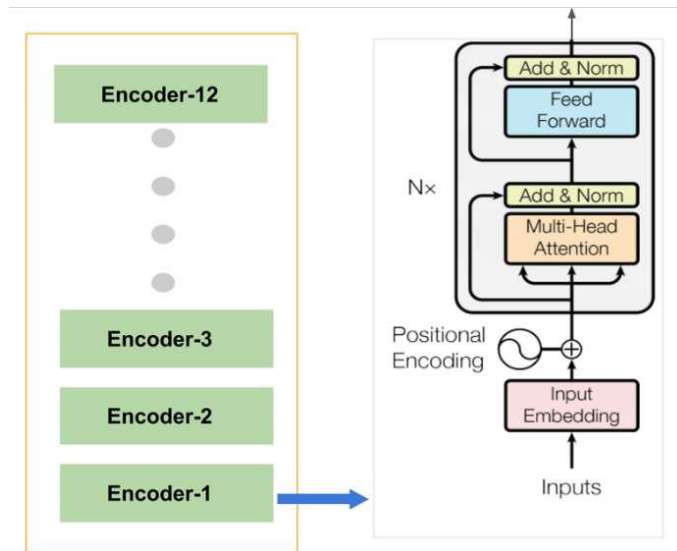 Encoder-12
Encoder-3
Encoder-2
Encoder-1
Add & Norm
Feed
Forward
Nx
Add & Norm
Multi-Head
Attention
Positional
Encoding
Input
Embedding
Inputs